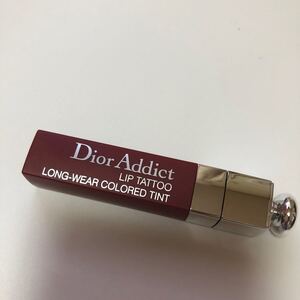 Dior Addict
LIP TATTOO
LONG-WEAR COLORED TINT